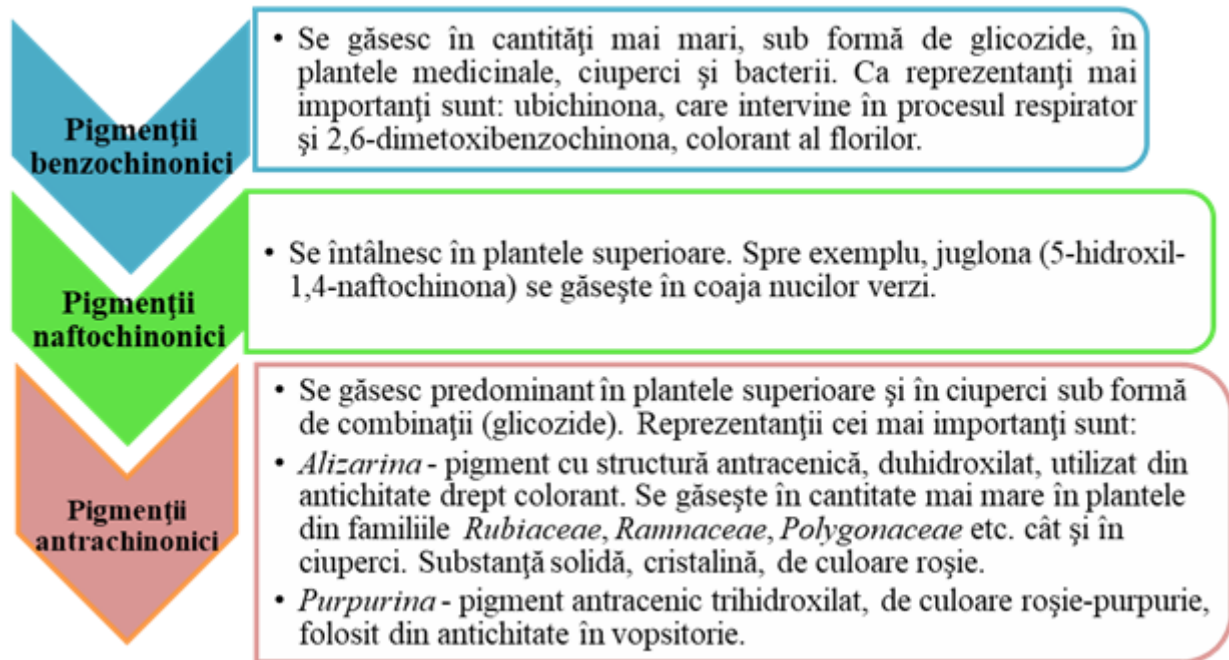 Pigmenţii
benzochinonici
• Se găsesc în cantităţi mai mari, sub formă de glicozide, în
plantele medicinale, ciuperci şi bacterii. Ca reprezentanţi mai
importanţi sunt: ubichinona, care intervine în procesul respirator
şi 2,6-dimetoxibenzochinona, colorant al florilor.
Pigmenţii
naftochinonici
• Se întâlnesc în plantele superioare. Spre exemplu, juglona (5-hidroxil-
1,4-naftochinona) se găseşte în coaja nucilor verzi.
Pigmenţii
antrachinonici
• Se găsesc predominant în plantele superioare şi în ciuperci sub formă
de combinaţii (glicozide). Reprezentanţii cei mai importanţi sunt:
• Alizarina - pigment cu structură antracenică, duhidroxilat, utilizat din
antichitate drept colorant. Se găseşte în cantitate mai mare în plantele
din familiile Rubiaceae, Ramnaceae, Polygonaceae etc. cât şi în
ciuperci. Substanţă solidă, cristalină, de culoare roşie.
• Purpurina - pigment antracenic trihidroxilat, de culoare roşie-purpurie,
folosit din antichitate în vopsitorie.